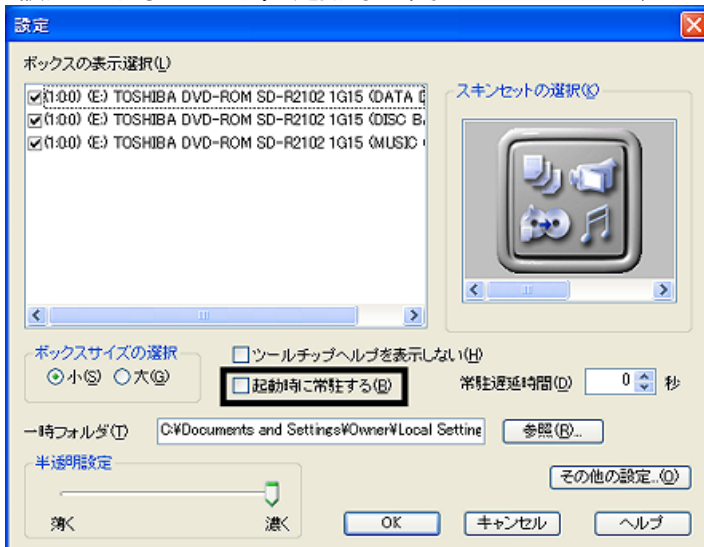 設定
ボックスの表示選択(L)
(1:0:0) (E:) TOSHIBA DVD-ROM SD-R2102 1G15 (DATA
(1:0:0) (E:) TOSHIBA DVD-ROM SD-R2102 1G15 (DISC
(1:0:0) (E:) TOSHIBA DVD-ROM SD-R2102 1G15 (MUSIC
スキンセットの選択(K)
ボックスサイズの選択
小(S) 大(G)
ツールチップヘルプを表示しない(H)
起動時に常駐する(B)
常駐遅延時間(D) 0 秒
一時フォルダ(T) C:¥Documents and Settings¥Owner¥Local Setting 参照(R)...
半透明設定
薄く 濃く
その他の設定...(O)
OK キャンセル ヘルプ